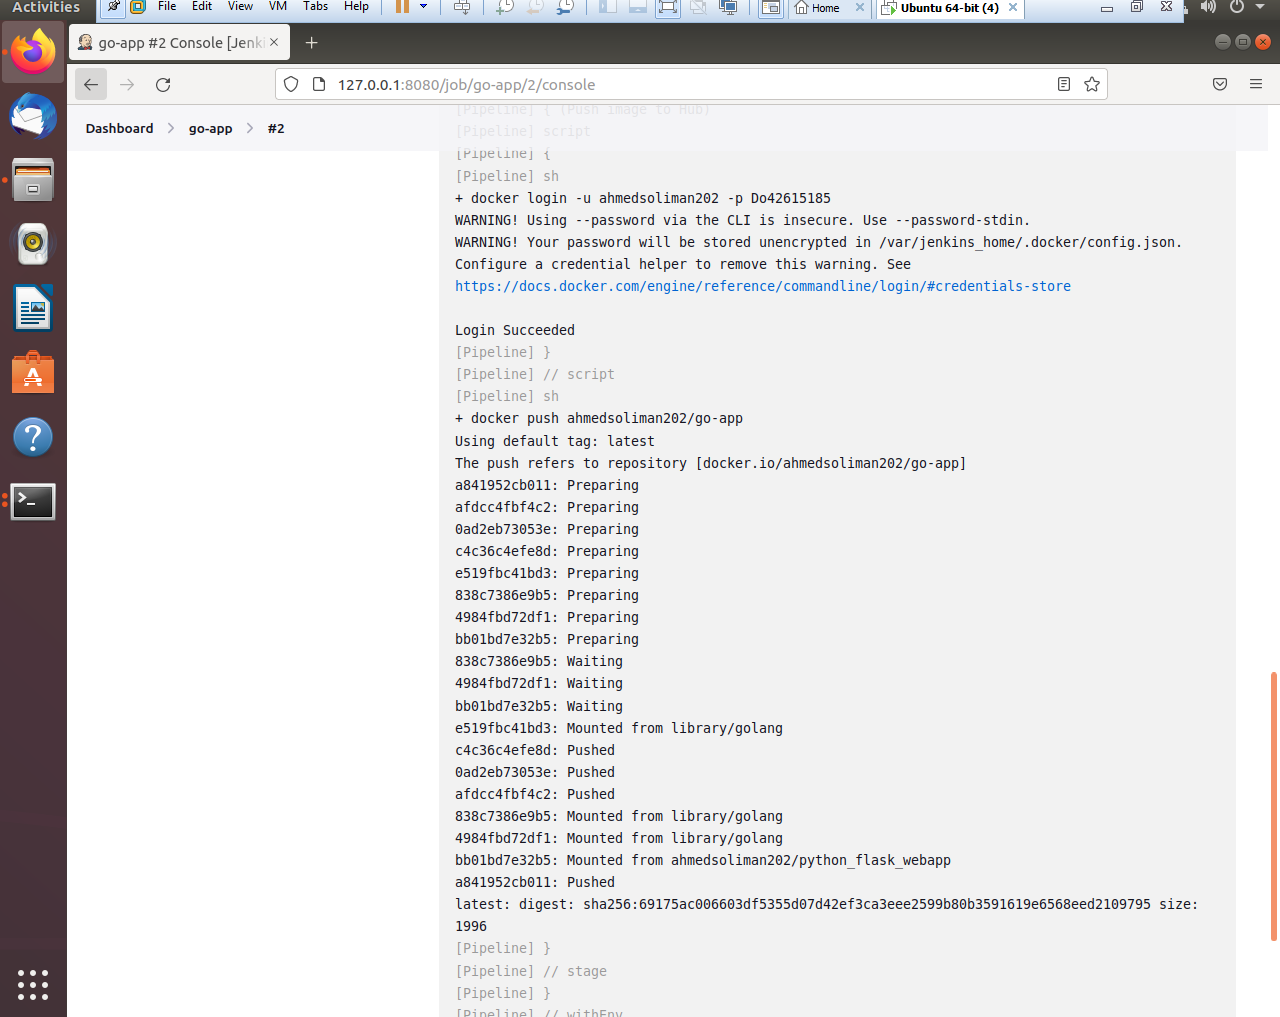 Activities
File Edit View VM Tabs Help
Home
Ubuntu 64-bit (4)
go-app #2 Console [Jenki
127.0.0.1:8080/job/go-app/2/console
Dashboard
go-app
#2
[Pipeline] { (Push image to Hub)
[Pipeline] script
[Pipeline] {
[Pipeline] sh
+ docker login -u ahmedsoliman202 -p Do42615185
WARNING! Using --password via the CLI is insecure. Use --password-stdin.
WARNING! Your password will be stored unencrypted in /var/jenkins_home/.docker/config.json.
Configure a credential helper to remove this warning. See
https://docs.docker.com/engine/reference/commandline/login/#credentials-store
Login Succeeded
[Pipeline] }
[Pipeline] // script
[Pipeline] sh
+ docker push ahmedsoliman202/go-app
Using default tag: latest
The push refers to repository [docker.io/ahmedsoliman202/go-app]
a841952cb011: Preparing
afdcc4fbf4c2: Preparing
0ad2eb73053e: Preparing
c4c36c4efe8d: Preparing
e519fbc41bd3: Preparing
838c7386e9b5: Preparing
4984fbd72df1: Preparing
bb01bd7e32b5: Preparing
838c7386e9b5: Waiting
4984fbd72df1: Waiting
bb01bd7e32b5: Waiting
e519fbc41bd3: Mounted from library/golang
c4c36c4efe8d: Pushed
0ad2eb73053e: Pushed
afdcc4fbf4c2: Pushed
838c7386e9b5: Mounted from library/golang
4984fbd72df1: Mounted from library/golang
bb01bd7e32b5: Mounted from ahmedsoliman202/python_flask_webapp
a841952cb011: Pushed
latest: digest: sha256:69175ac006603df5355d07d42ef3ca3eee2599b80b3591619e6568eed2109795 size:
1996
[Pipeline] }
[Pipeline] // stage
[Pipeline] }
[Pipeline] // withEnv